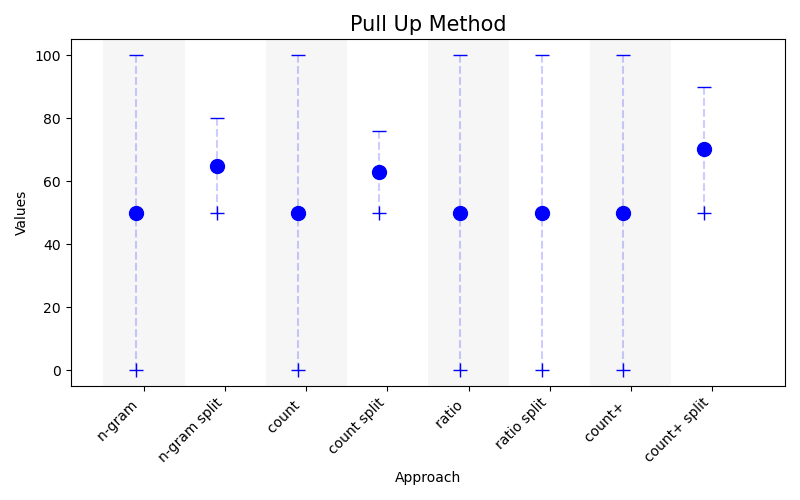 Pull Up Method
Values
100
80
60
40
20
0
n-gram
n-gram split
count
count split
ratio
ratio split
count+
count+ split
Approach